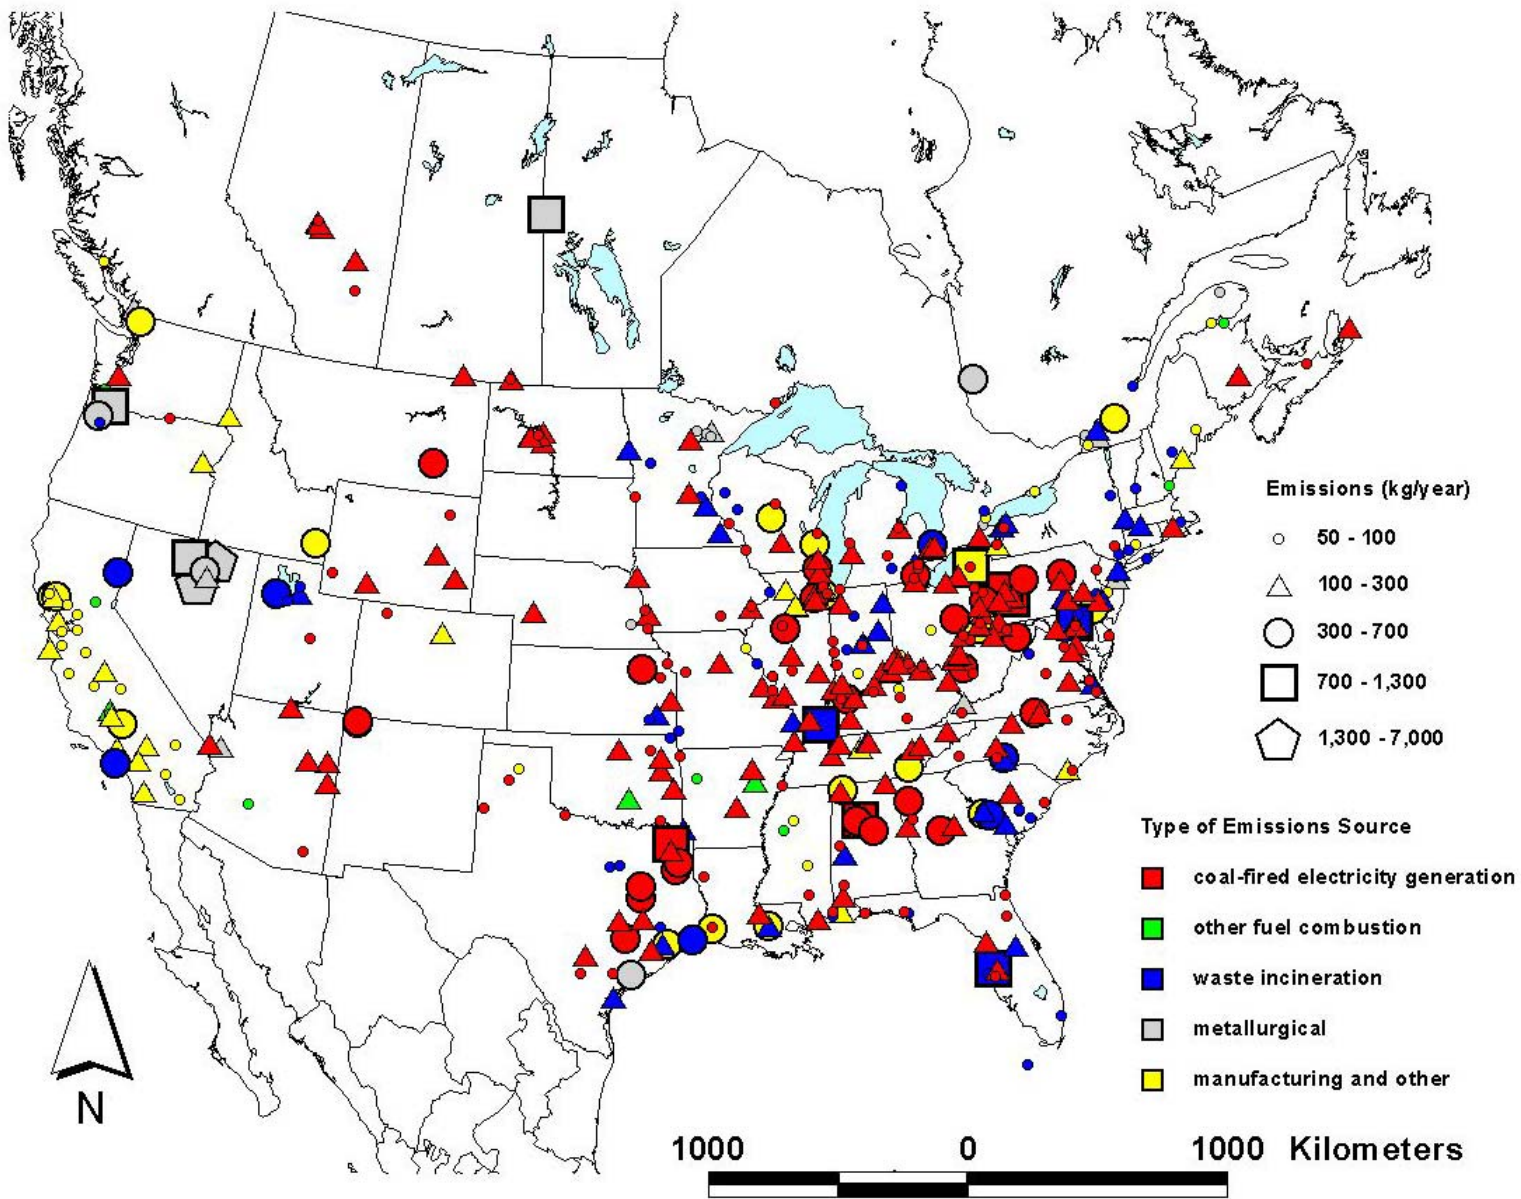 Emissions (kg/year)
50 - 100
100 - 300
300 - 700
700 - 1,300
1,300 - 7,000
Type of Emissions Source
coal-fired electricity generation
other fuel combustion
waste incineration
metallurgical
manufacturing and other
N
1000 0 1000 Kilometers